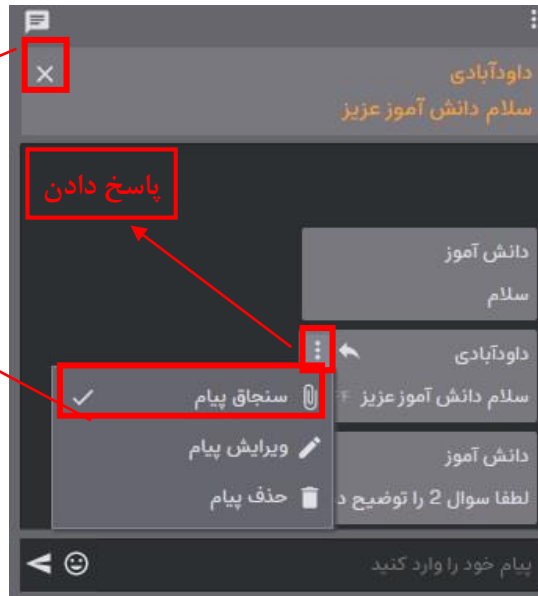 داودآبادی
سلام دانش آموز عزیز
پاسخ دادن
دانش آموز
سلام
داودآبادی
سلام دانش آموز عزیز
سنجاق پیام
ویرایش پیام
حذف پیام
دانش آموز
لطفا سوال 2 را توضیح د
پیام خود را وارد کنید